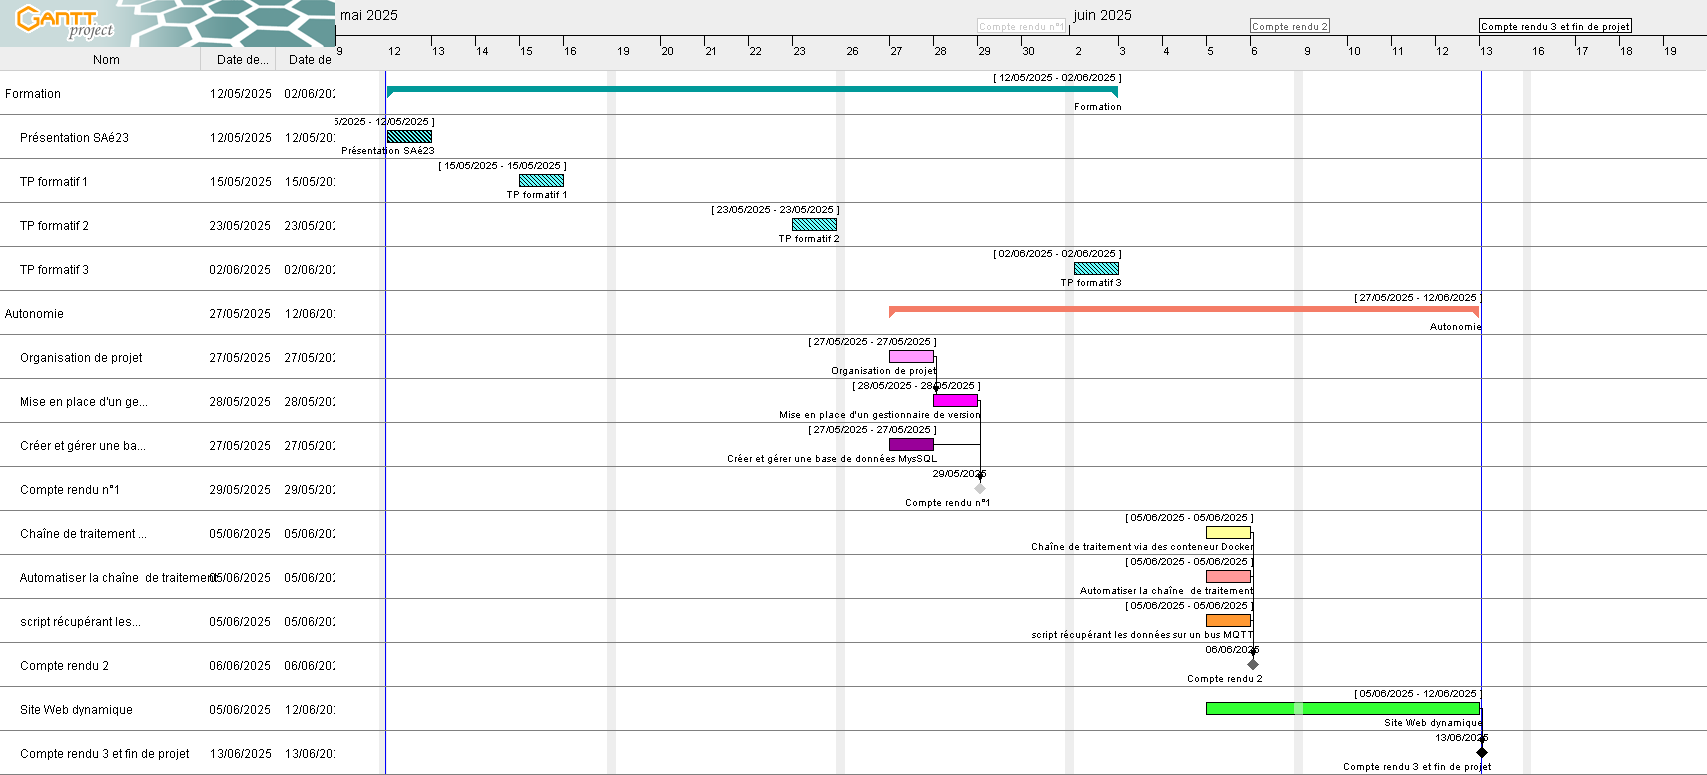 GANTT
project
mai 2025
juin 2025
Compte rendu n°1
Compte rendu 2
Compte rendu 3 et fin de projet
9 12 13 14 15 16 19 20 21 22 23 26 27 28 29 30 2 3 4 5 6 9 10 11 12 13 16 17 18 19
Nom Date de... Date de
[ 12/05/2025 - 02/06/2025 ]
Formation 12/05/2025 02/06/202
Formation
5/2025 - 12/05/2025 ]
Présentation SAé23 12/05/2025 12/05/202
Présentation SAé23
[ 15/05/2025 - 15/05/2025 ]
TP formatif 1 15/05/2025 15/05/202
TP formatif 1
[ 23/05/2025 - 23/05/2025 ]
TP formatif 2 23/05/2025 23/05/202
TP formatif 2
[ 02/06/2025 - 02/06/2025 ]
TP formatif 3 02/06/2025 02/06/202
TP formatif 3
[ 27/05/2025 - 12/06/2025 ]
Autonomie 27/05/2025 12/06/202
Autonomie
[ 27/05/2025 - 27/05/2025 ]
Organisation de projet 27/05/2025 27/05/202
Organisation de projet
[ 28/05/2025 - 28/05/2025 ]
Mise en place d'un ge... 28/05/2025 28/05/202
Mise en place d'un gestionnaire de version
[ 27/05/2025 - 27/05/2025 ]
Créer et gérer une ba... 27/05/2025 27/05/202
Créer et gérer une base de données MysSQL
29/05/2025
Compte rendu n°1 29/05/2025 29/05/202
Compte rendu n°1
[ 05/06/2025 - 05/06/2025 ]
Chaîne de traitement ... 05/06/2025 05/06/202
Chaîne de traitement via des conteneur Docker
[ 05/06/2025 - 05/06/2025 ]
Automatiser la chaîne de traitement 05/06/2025 05/06/202
Automatiser la chaîne de traitement
[ 05/06/2025 - 05/06/2025 ]
script récupérant les... 05/06/2025 05/06/202
script récupérant les données sur un bus MQTT
06/06/2025
Compte rendu 2 06/06/2025 06/06/202
Compte rendu 2
[ 05/06/2025 - 12/06/2025 ]
Site Web dynamique 05/06/2025 12/06/202
Site Web dynamique
13/06/2025
Compte rendu 3 et fin de projet 13/06/2025 13/06/202
Compte rendu 3 et fin de projet